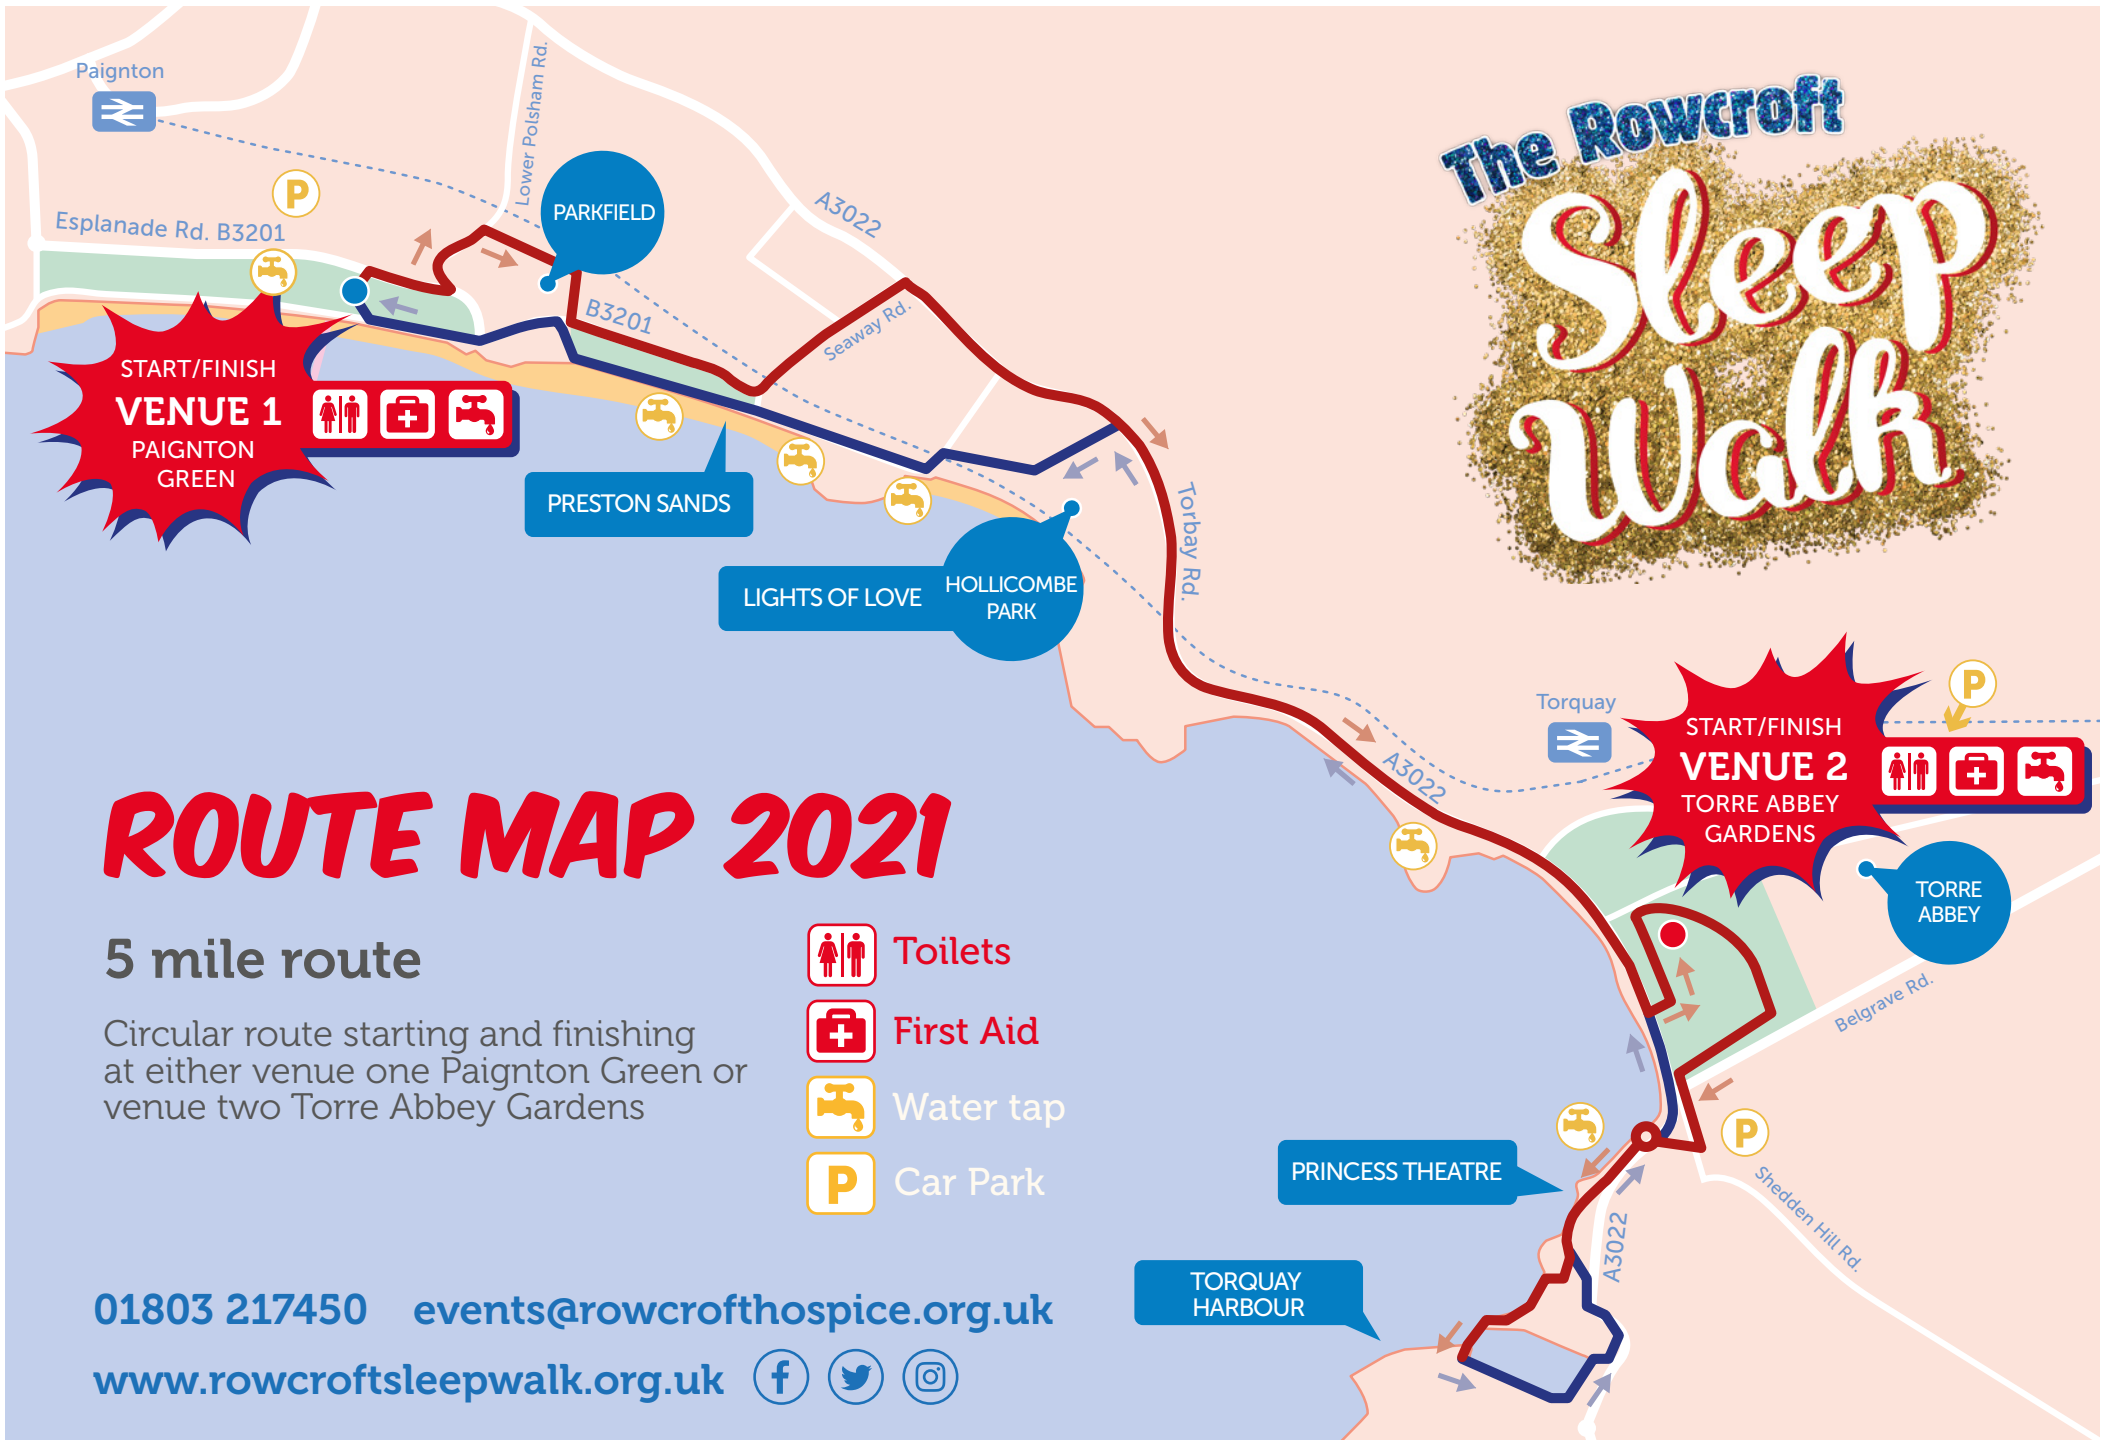 Paignton
Lower Polsham Rd.
P
Esplanade Rd. B3201
PARKFIELD
A3022
B3201
Seaway Rd.
The Rowcroft
Sleep
Walk
START/FINISH
VENUE 1
PAIGNTON
GREEN
PRESTON SANDS
Torbay Rd.
LIGHTS OF LOVE
HOLLICOMBE
PARK
Torquay
A3022
START/FINISH
VENUE 2
TORRE ABBEY
GARDENS
P
TORRE
ABBEY
Belgrave Rd.
ROUTE MAP 2021
5 mile route
Circular route starting and finishing
at either venue one Paignton Green or
venue two Torre Abbey Gardens
Toilets
First Aid
Water tap
P Car Park
PRINCESS THEATRE
P
Shedden Hill Rd.
A3022
TORQUAY
HARBOUR
01803 217450 events@rowcrofthospice.org.uk
www.rowcroftsleepwalk.org.uk